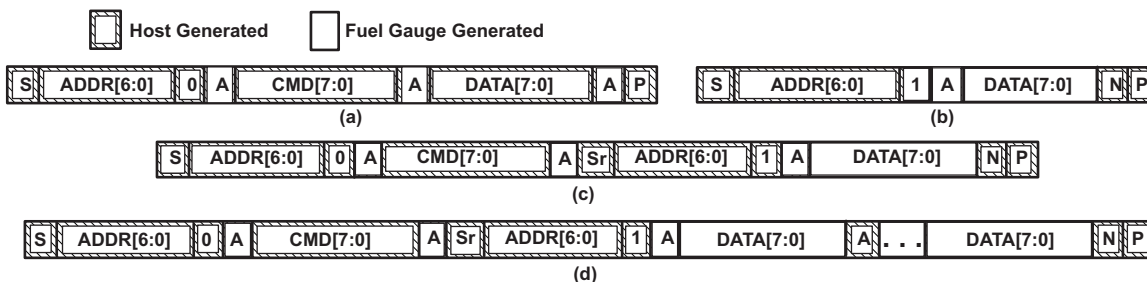 Host Generated Fuel Gauge Generated
S ADDR[6:0] 0 A CMD[7:0] A DATA[7:0] A P S ADDR[6:0] 1 A DATA[7:0] N P
(a) (b)
S ADDR[6:0] 0 A CMD[7:0] A Sr ADDR[6:0] 1 A DATA[7:0] N P
(c)
S ADDR[6:0] 0 A CMD[7:0] A Sr ADDR[6:0] 1 A DATA[7:0] A . . . DATA[7:0] N P
(d)